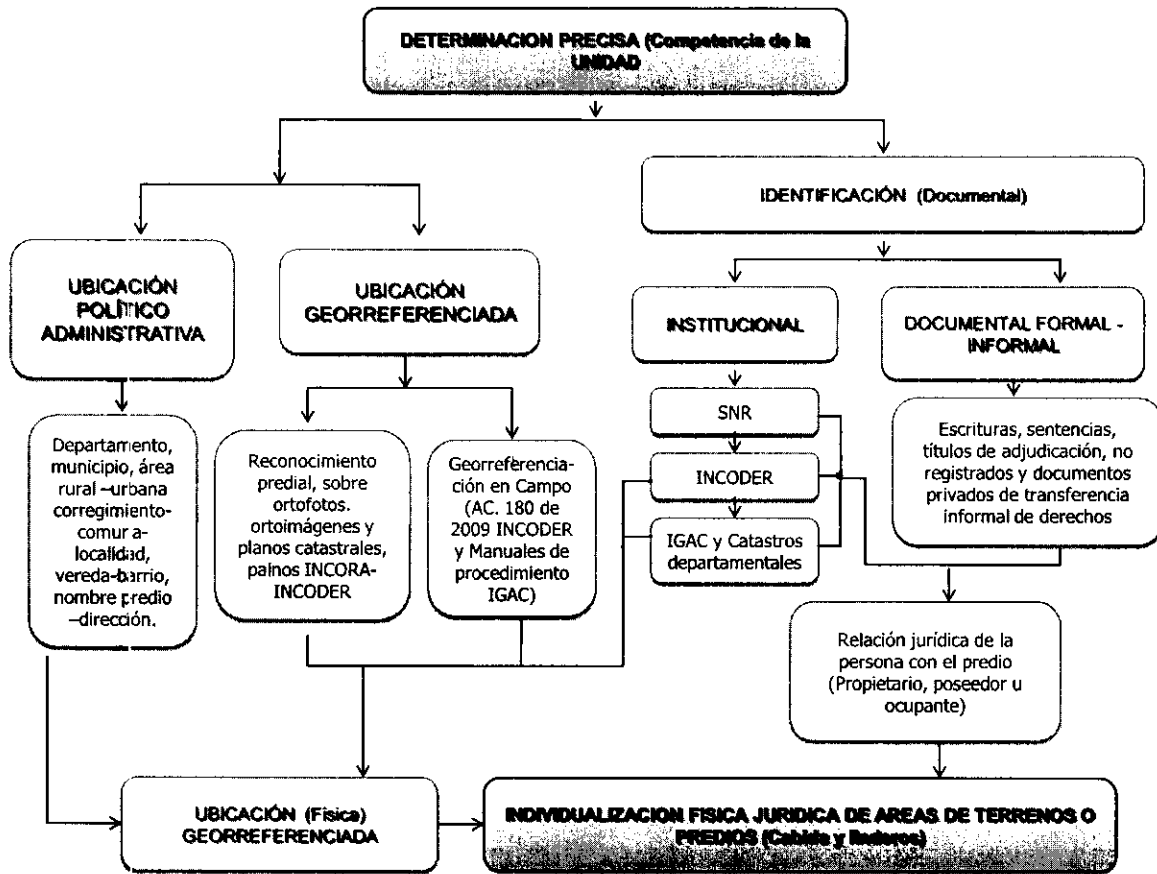 DETERMINACION PRECISA (Competencia de la
UNIDAD
IDENTIFICACIÓN (Documental)
UBICACIÓN
POLÍTICO
ADMINISTRATIVA
UBICACIÓN
GEORREFERENCIADA
INSTITUCIONAL
DOCUMENTAL FORMAL -
INFORMAL
Departamento,
municipio, área
rural –urbana
corregimiento-
comuna-
localidad,
vereda-barrio,
nombre predio
–dirección.
Reconocimiento
predial, sobre
ortofotos.
ortoimágenes y
planos catastrales,
palnos INCORA-
INCODER
Georreferencia-
ción en Campo
(AC. 180 de
2009 INCODER
y Manuales de
procedimiento
IGAC)
SNR
INCODER
IGAC y Catastros
departamentales
Escrituras, sentencias,
títulos de adjudicación, no
registrados y documentos
privados de transferencia
informal de derechos
Relación jurídica de la
persona con el predio
(Propietario, poseedor u
ocupante)
UBICACIÓN (Física)
GEORREFERENCIADA
INDIVIDUALIZACION FISICA JURIDICA DE AREAS DE TERRENOS O
PREDIOS (Cabida y linderos)